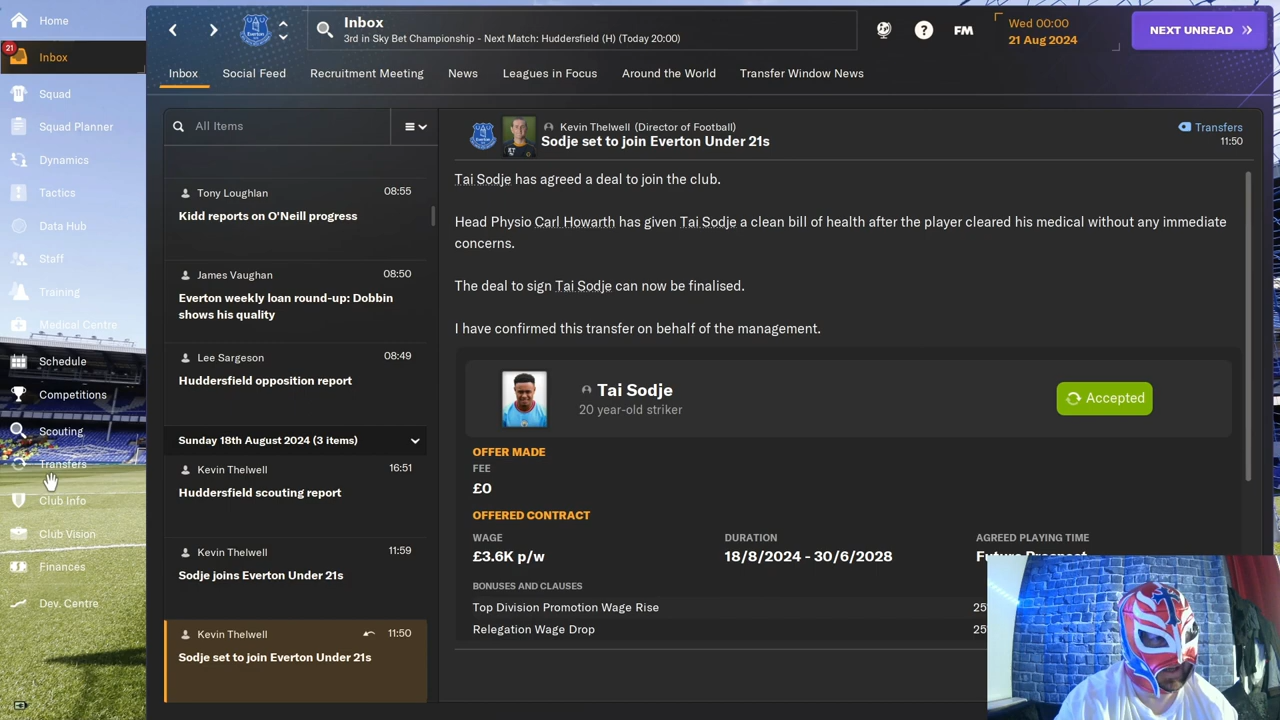 Home
21
Inbox
Squad
Squad Planner
Dynamics
Tactics
Data Hub
Staff
Training
Medical Centre
Schedule
Competitions
Scouting
Transfers
Club Info
Club Vision
Finances
Dev. Centre
Everton
Inbox
3rd in Sky Bet Championship - Next Match: Huddersfield (H) (Today 20:00)
?
FM
Wed 00:00
21 Aug 2024
NEXT UNREAD
Inbox
Social Feed
Recruitment Meeting
News
Leagues in Focus
Around the World
Transfer Window News
All Items
Tony Loughlan
08:55
Kidd reports on O'Neill progress
James Vaughan
08:50
Everton weekly loan round-up: Dobbin
shows his quality
Lee Sargeson
08:49
Huddersfield opposition report
Sunday 18th August 2024 (3 items)
Kevin Thelwell
16:51
Huddersfield scouting report
Kevin Thelwell
11:59
Sodje joins Everton Under 21s
Kevin Thelwell
11:50
Sodje set to join Everton Under 21s
Kevin Thelwell (Director of Football)
Sodje set to join Everton Under 21s
Transfers
11:50
Tai Sodje has agreed a deal to join the club.
Head Physio Carl Howarth has given Tai Sodje a clean bill of health after the player cleared his medical without any immediate
concerns.
The deal to sign Tai Sodje can now be finalised.
I have confirmed this transfer on behalf of the management.
Tai Sodje
20 year-old striker
Accepted
OFFER MADE
FEE
£0
OFFERED CONTRACT
WAGE
£3.6K p/w
DURATION
18/8/2024 - 30/6/2028
AGREED PLAYING TIME
Future Prospect
BONUSES AND CLAUSES
Top Division Promotion Wage Rise
25
Relegation Wage Drop
25